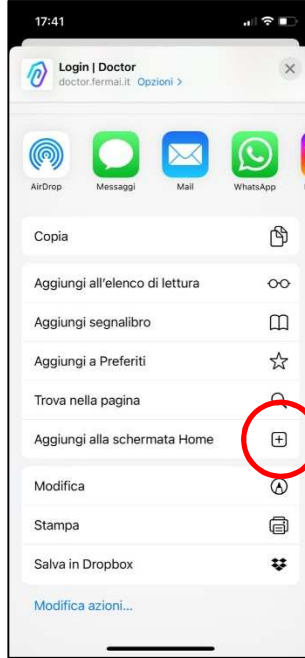 17:41
Login | Doctor
doctor.fermai.it Opzioni >
AirDrop Messaggi Mail WhatsApp
Copia
Aggiungi all'elenco di lettura
Aggiungi segnalibro
Aggiungi a Preferiti
Trova nella pagina
Aggiungi alla schermata Home
Modifica
Stampa
Salva in Dropbox
Modifica azioni...